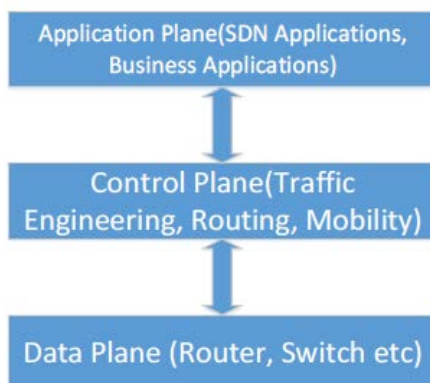 Application Plane(SDN Applications,
Business Applications)
Control Plane(Traffic
Engineering, Routing, Mobility)
Data Plane (Router, Switch etc)